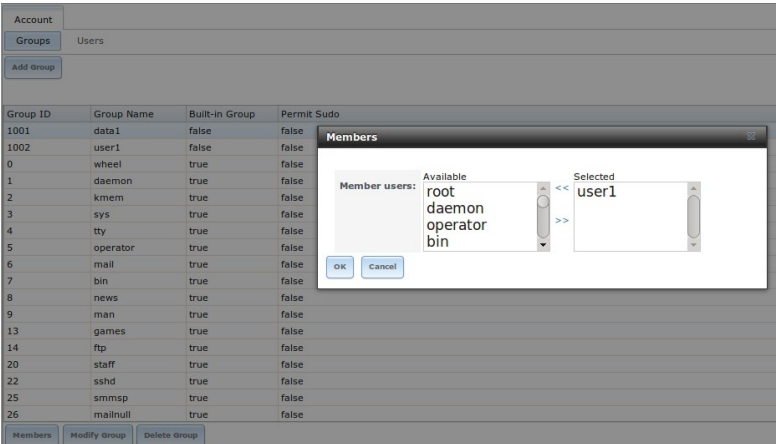 Account
Groups Users
Add Group
Group ID Group Name Built-in Group Permit Sudo
1001 data1 false false
1002 user1 false false
0 wheel true false
1 daemon true false
2 kmem true false
3 sys true false
4 tty true false
5 operator true false
6 mail true false
7 bin true false
8 news true false
9 man true false
13 games true false
14 ftp true false
20 staff true false
22 sshd true false
25 smmsp true false
26 mailnull true false
Members Modify Group Delete Group
Members
Available Selected
Member users:
root << user1
daemon
operator >>
bin
OK Cancel